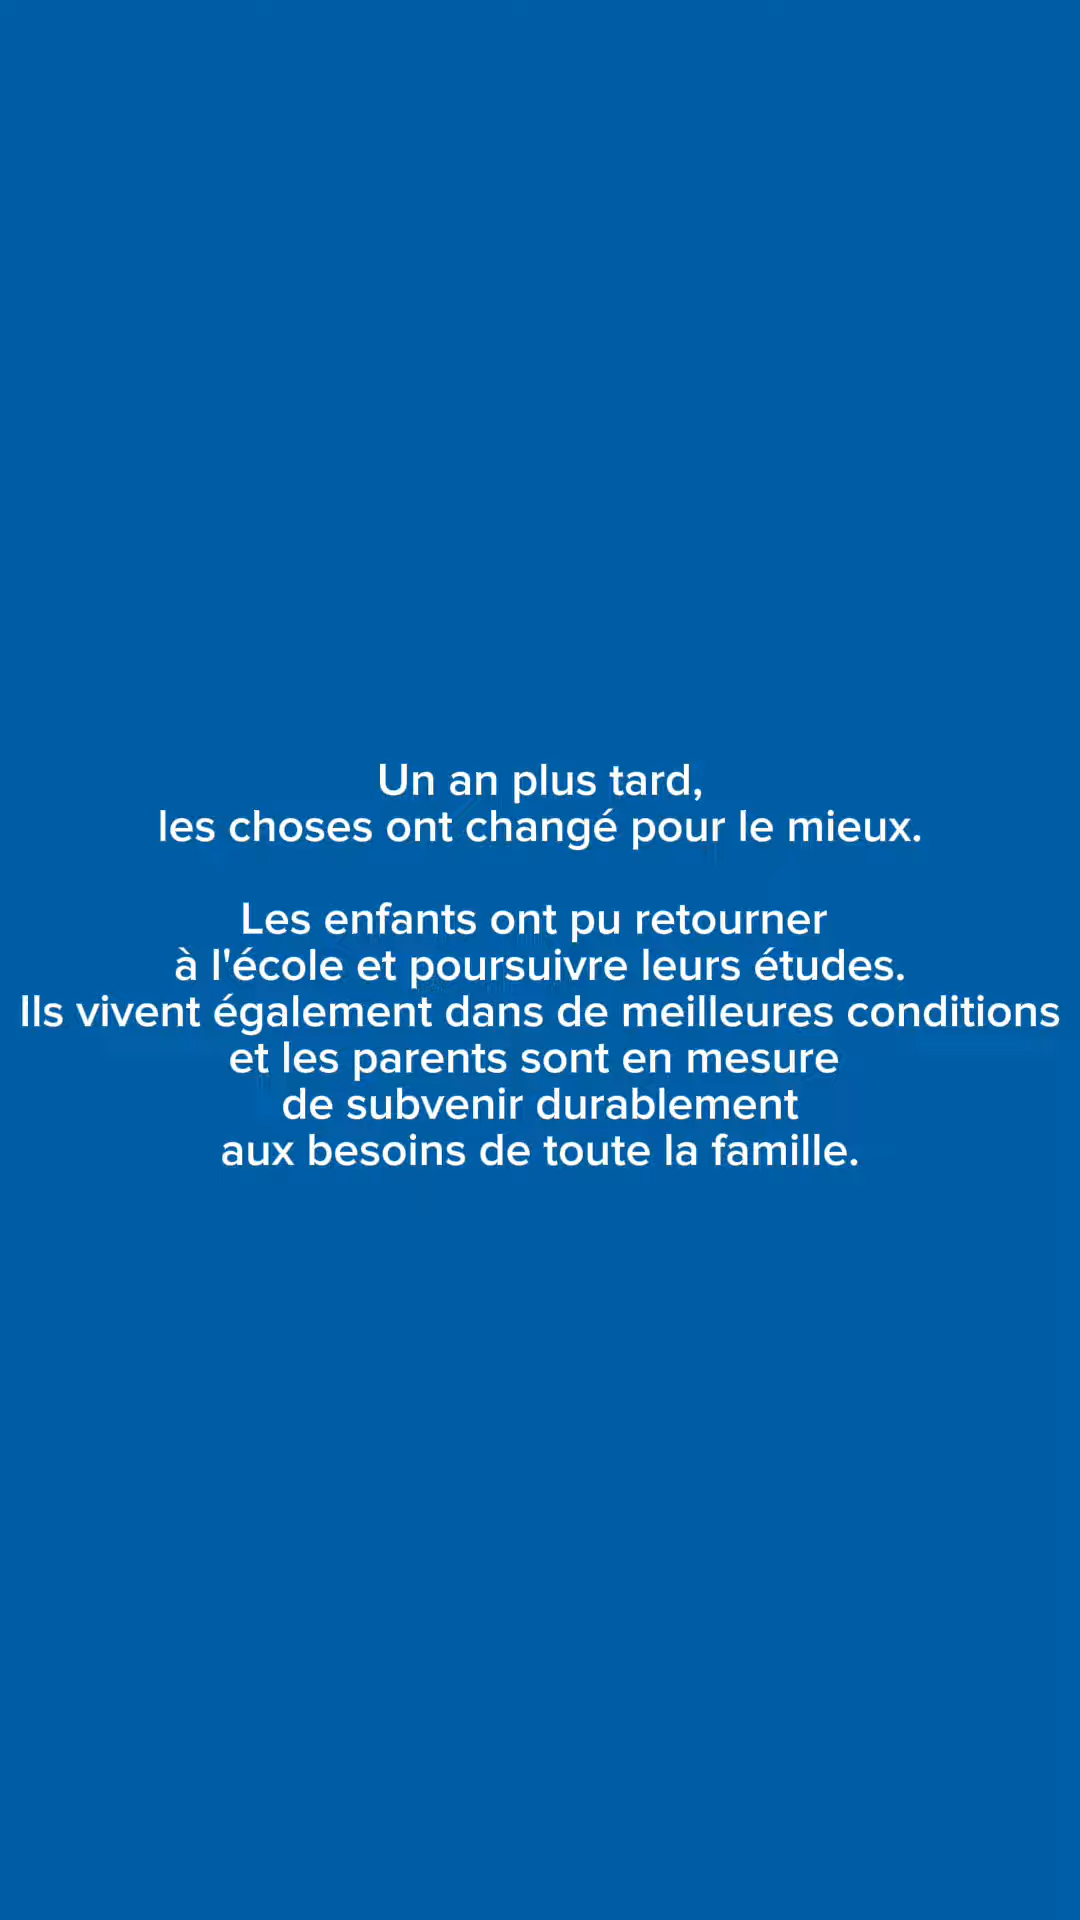 Un an plus tard,
les choses ont changé pour le mieux.
Les enfants ont pu retourner
à l'école et poursuivre leurs études.
Ils vivent également dans de meilleures conditions
et les parents sont en mesure
de subvenir durablement
aux besoins de toute la famille.